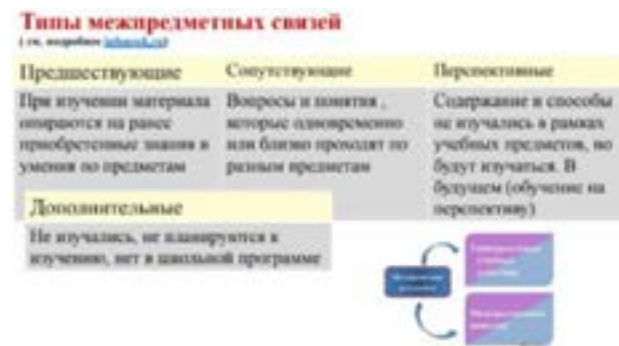 Типы межпредметных связей
( см. подробнее infourok.ru)
Предшествующие
При изучении материала
опираются на ранее
приобретенные знания и
умения по предметам
Сопутствующие
Вопросы и понятия ,
которые одновременно
или близко проходят по
разным предметам
Перспективные
Содержание и способы
не изучались в рамках
учебных предметов, но
будут изучаться. В
будущем (обучение на
перспективу)
Дополнительные
Не изучались, не планируются к
изучению, нет в школьной программе